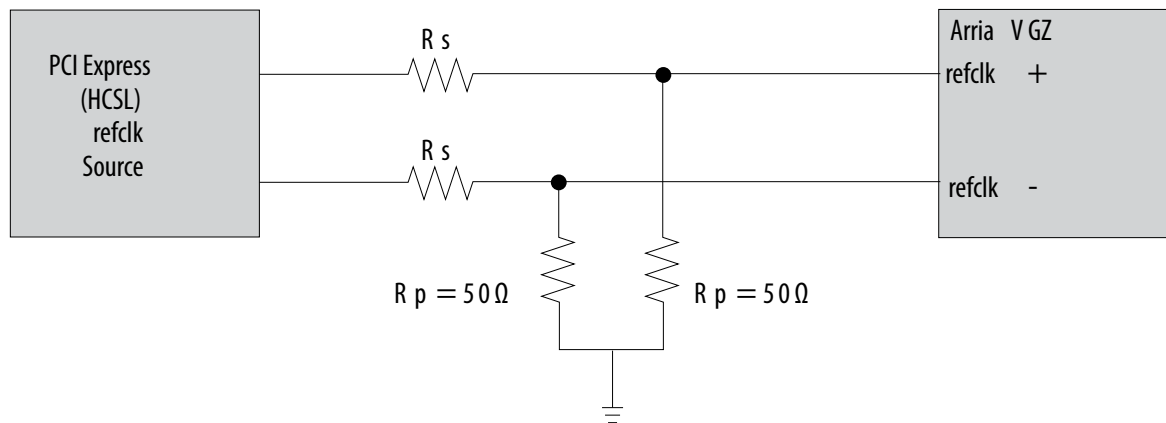 PCI Express
(HCSL)
refclk
Source
R s
R s
R p = 50 Ω
R p = 50 Ω
Arria V GZ
refclk +
refclk -